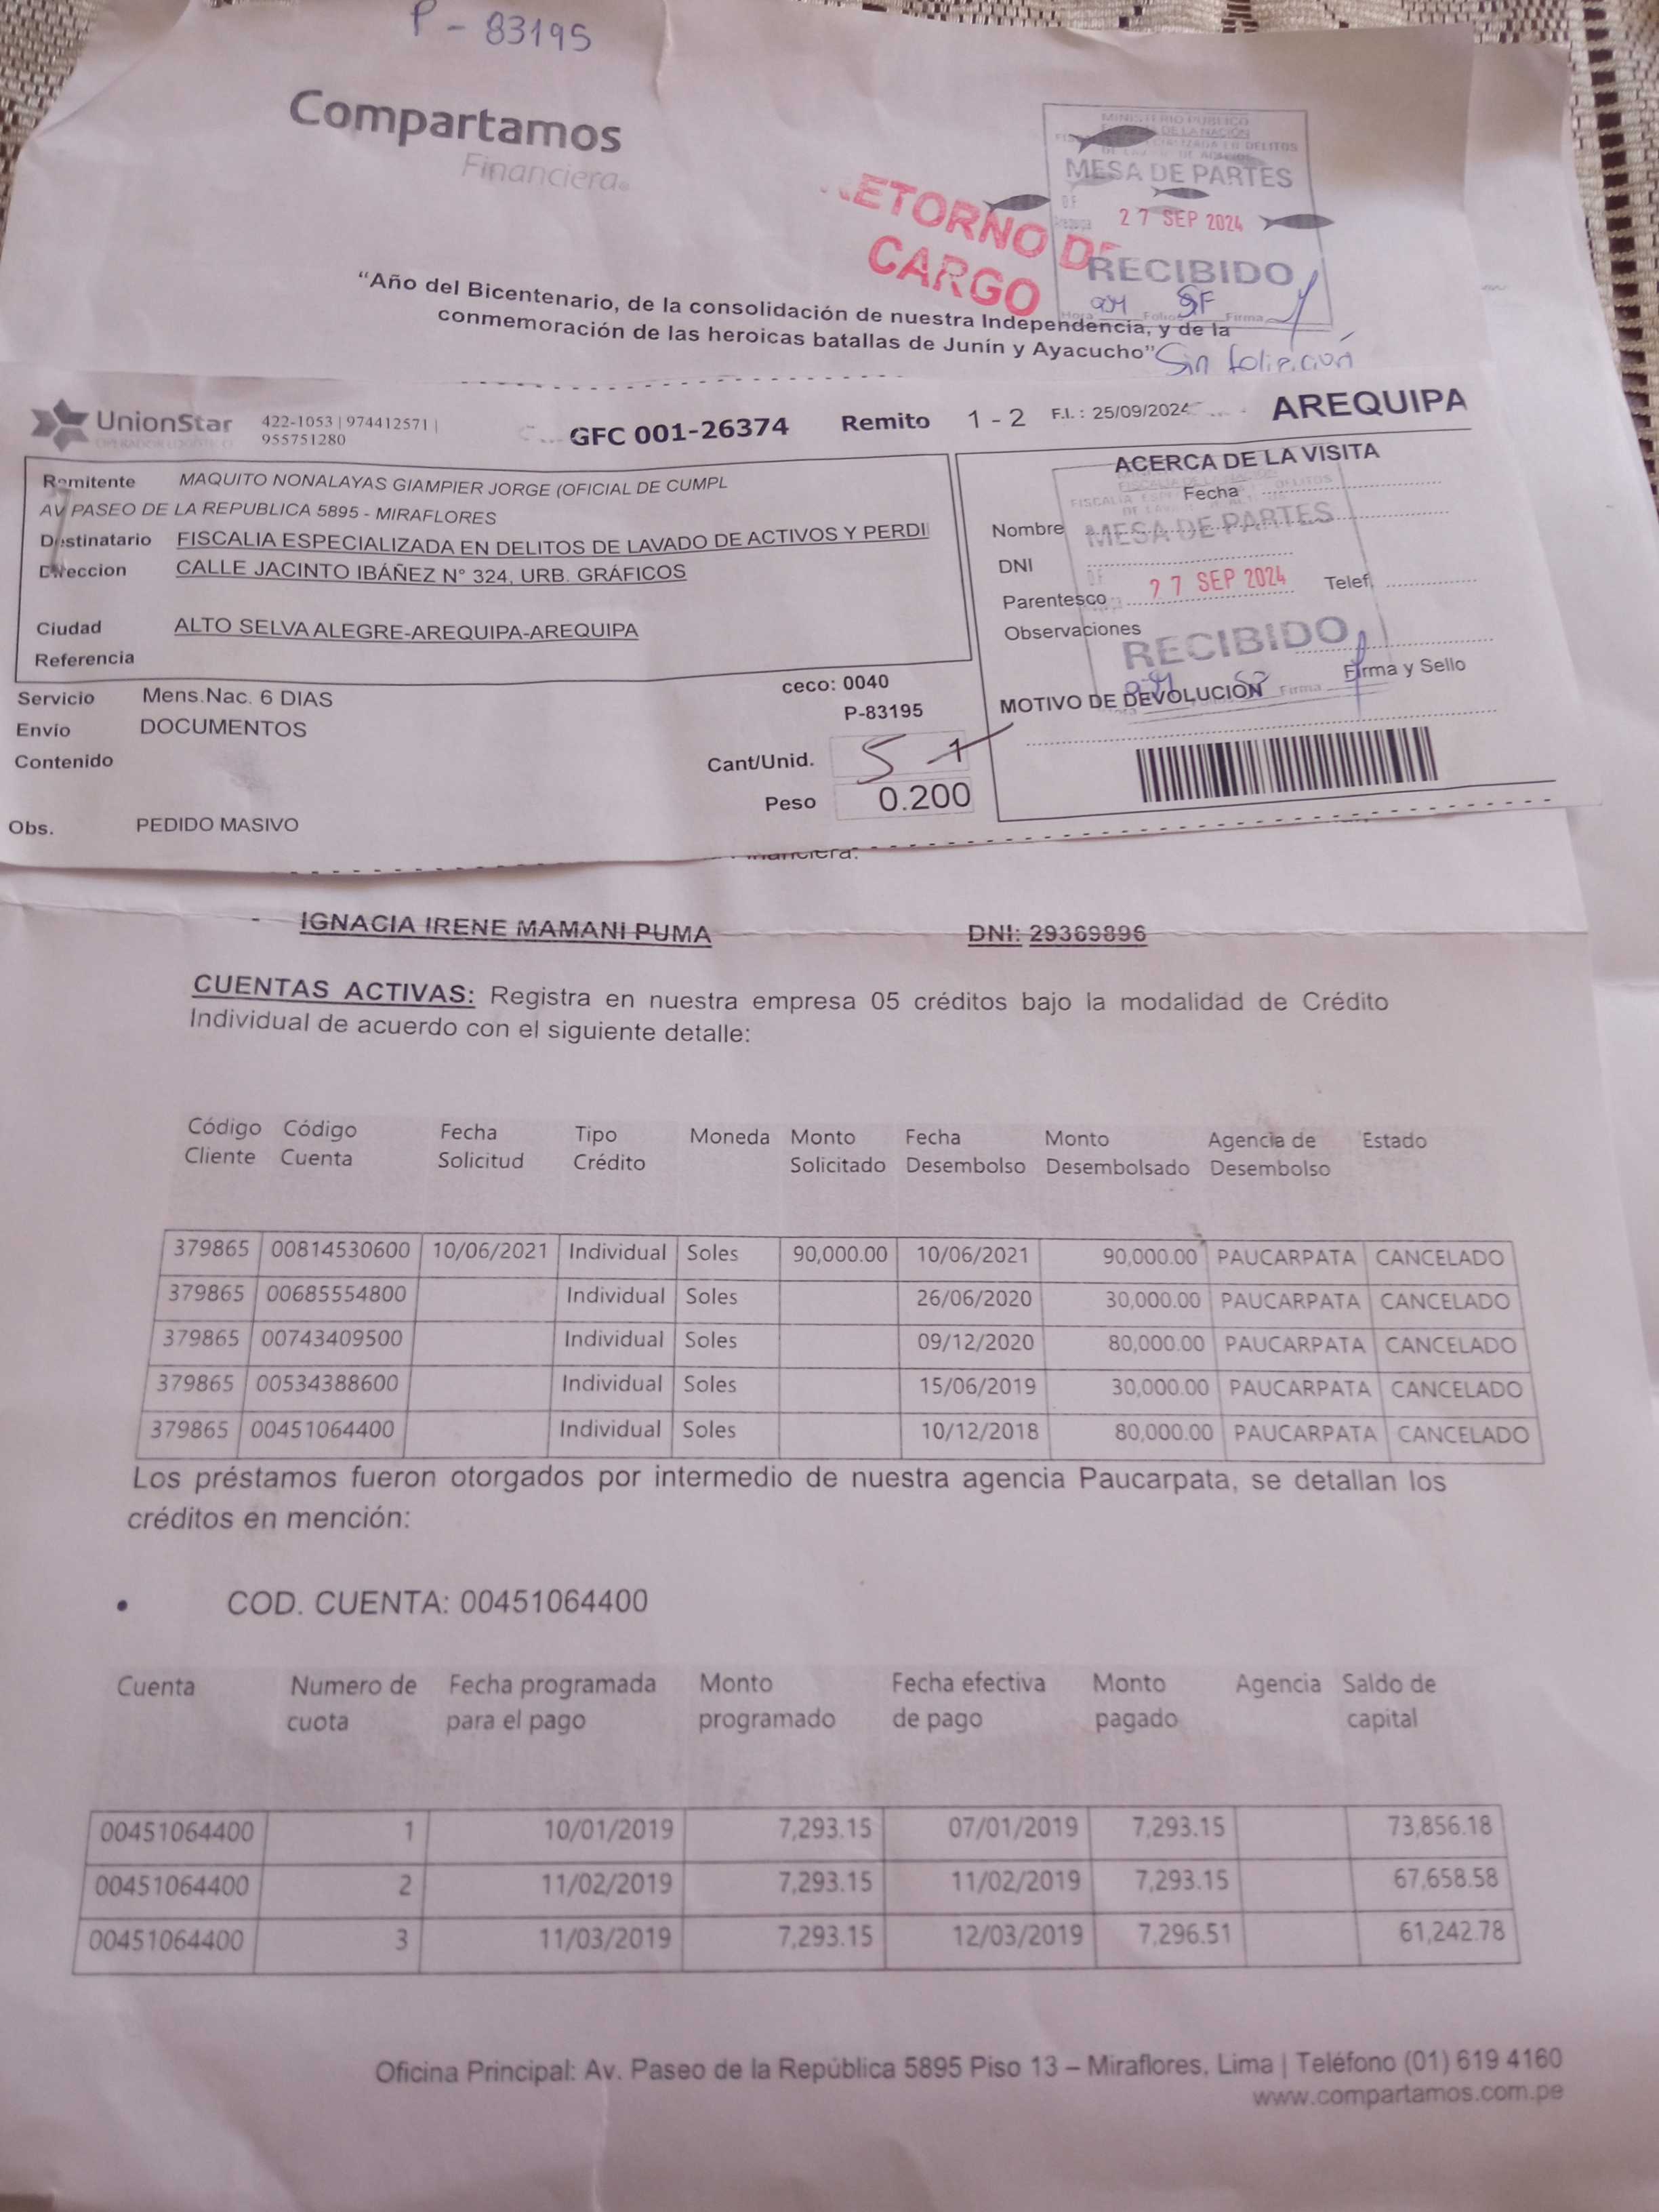 P - 83195
Compartamos
Financiera
MINISTERIO PUBLICO
DE LA NACIÓN
MESA DE PARTES
27 SEP 2024
RECIBIDO
Hora Folios Firma
Sin foliación
RETORNO DE
CARGO
“Año del Bicentenario, de la consolidación de nuestra Independencia, y de la
conmemoración de las heroicas batallas de Junín y Ayacucho”
UnionStar
OPERADOR LOGISTICO
422-1053 | 974412571 |
955751280
GFC 001-26374 Remito 1 - 2 F.I. : 25/09/2024 AREQUIPA
Remitente MAQUITO NONALAYAS GIAMPIER JORGE (OFICIAL DE CUMPL
AV PASEO DE LA REPUBLICA 5895 - MIRAFLORES
Destinatario FISCALIA ESPECIALIZADA EN DELITOS DE LAVADO DE ACTIVOS Y PERDI
Direccion CALLE JACINTO IBÁÑEZ N° 324, URB. GRÁFICOS
Ciudad ALTO SELVA ALEGRE-AREQUIPA-AREQUIPA
Referencia
Servicio Mens.Nac. 6 DIAS
Envio DOCUMENTOS
Contenido
Obs. PEDIDO MASIVO
ceco: 0040
P-83195
Cant/Unid. 5 1
Peso 0.200
ACERCA DE LA VISITA
Fecha
Nombre
DNI
Parentesco Telef.
Observaciones
Firma y Sello
MOTIVO DE DEVOLUCION
MESA DE PARTES
27 SEP 2024
RECIBIDO
Firma
Financiera.
- IGNACIA IRENE MAMANI PUMA DNI: 29369896
CUENTAS ACTIVAS: Registra en nuestra empresa 05 créditos bajo la modalidad de Crédito
Individual de acuerdo con el siguiente detalle:
Código Cliente Código Cuenta Fecha Solicitud Tipo Crédito Moneda Monto Solicitado Fecha Desembolso Monto Desembolsado Agencia de Desembolso Estado
379865 00814530600 10/06/2021 Individual Soles 90,000.00 10/06/2021 90,000.00 PAUCARPATA CANCELADO
379865 00685554800 Individual Soles 26/06/2020 30,000.00 PAUCARPATA CANCELADO
379865 00743409500 Individual Soles 09/12/2020 80,000.00 PAUCARPATA CANCELADO
379865 00534388600 Individual Soles 15/06/2019 30,000.00 PAUCARPATA CANCELADO
379865 00451064400 Individual Soles 10/12/2018 80,000.00 PAUCARPATA CANCELADO
Los préstamos fueron otorgados por intermedio de nuestra agencia Paucarpata, se detallan los
créditos en mención:
• COD. CUENTA: 00451064400
Cuenta Numero de cuota Fecha programada para el pago Monto programado Fecha efectiva de pago Monto pagado Agencia Saldo de capital
00451064400 1 10/01/2019 7,293.15 07/01/2019 7,293.15 73,856.18
00451064400 2 11/02/2019 7,293.15 11/02/2019 7,293.15 67,658.58
00451064400 3 11/03/2019 7,293.15 12/03/2019 7,296.51 61,242.78
Oficina Principal: Av. Paseo de la República 5895 Piso 13 – Miraflores, Lima | Teléfono (01) 619 4160
www.compartamos.com.pe